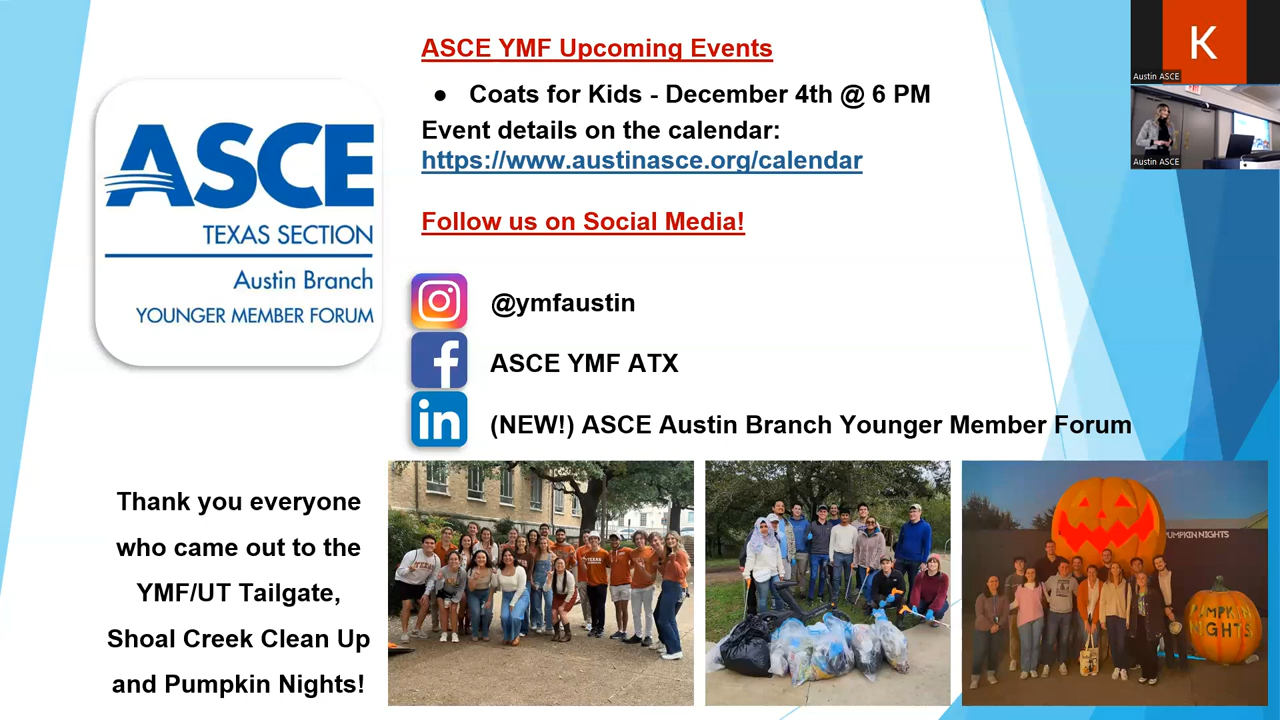 ASCE YMF Upcoming Events
● Coats for Kids - December 4th @ 6 PM
Event details on the calendar:
https://www.austinasce.org/calendar
Follow us on Social Media!
@ymfaustin
ASCE YMF ATX
in
(NEW!) ASCE Austin Branch Younger Member Forum
ASCE
TEXAS SECTION
Austin Branch
YOUNGER MEMBER FORUM
Thank you everyone
who came out to the
YMF/UT Tailgate,
Shoal Creek Clean Up
and Pumpkin Nights!
TEXAS
PUMPKIN NIGHTS
PUMPKIN
NIGHTS
K
Austin ASCE
Austin ASCE